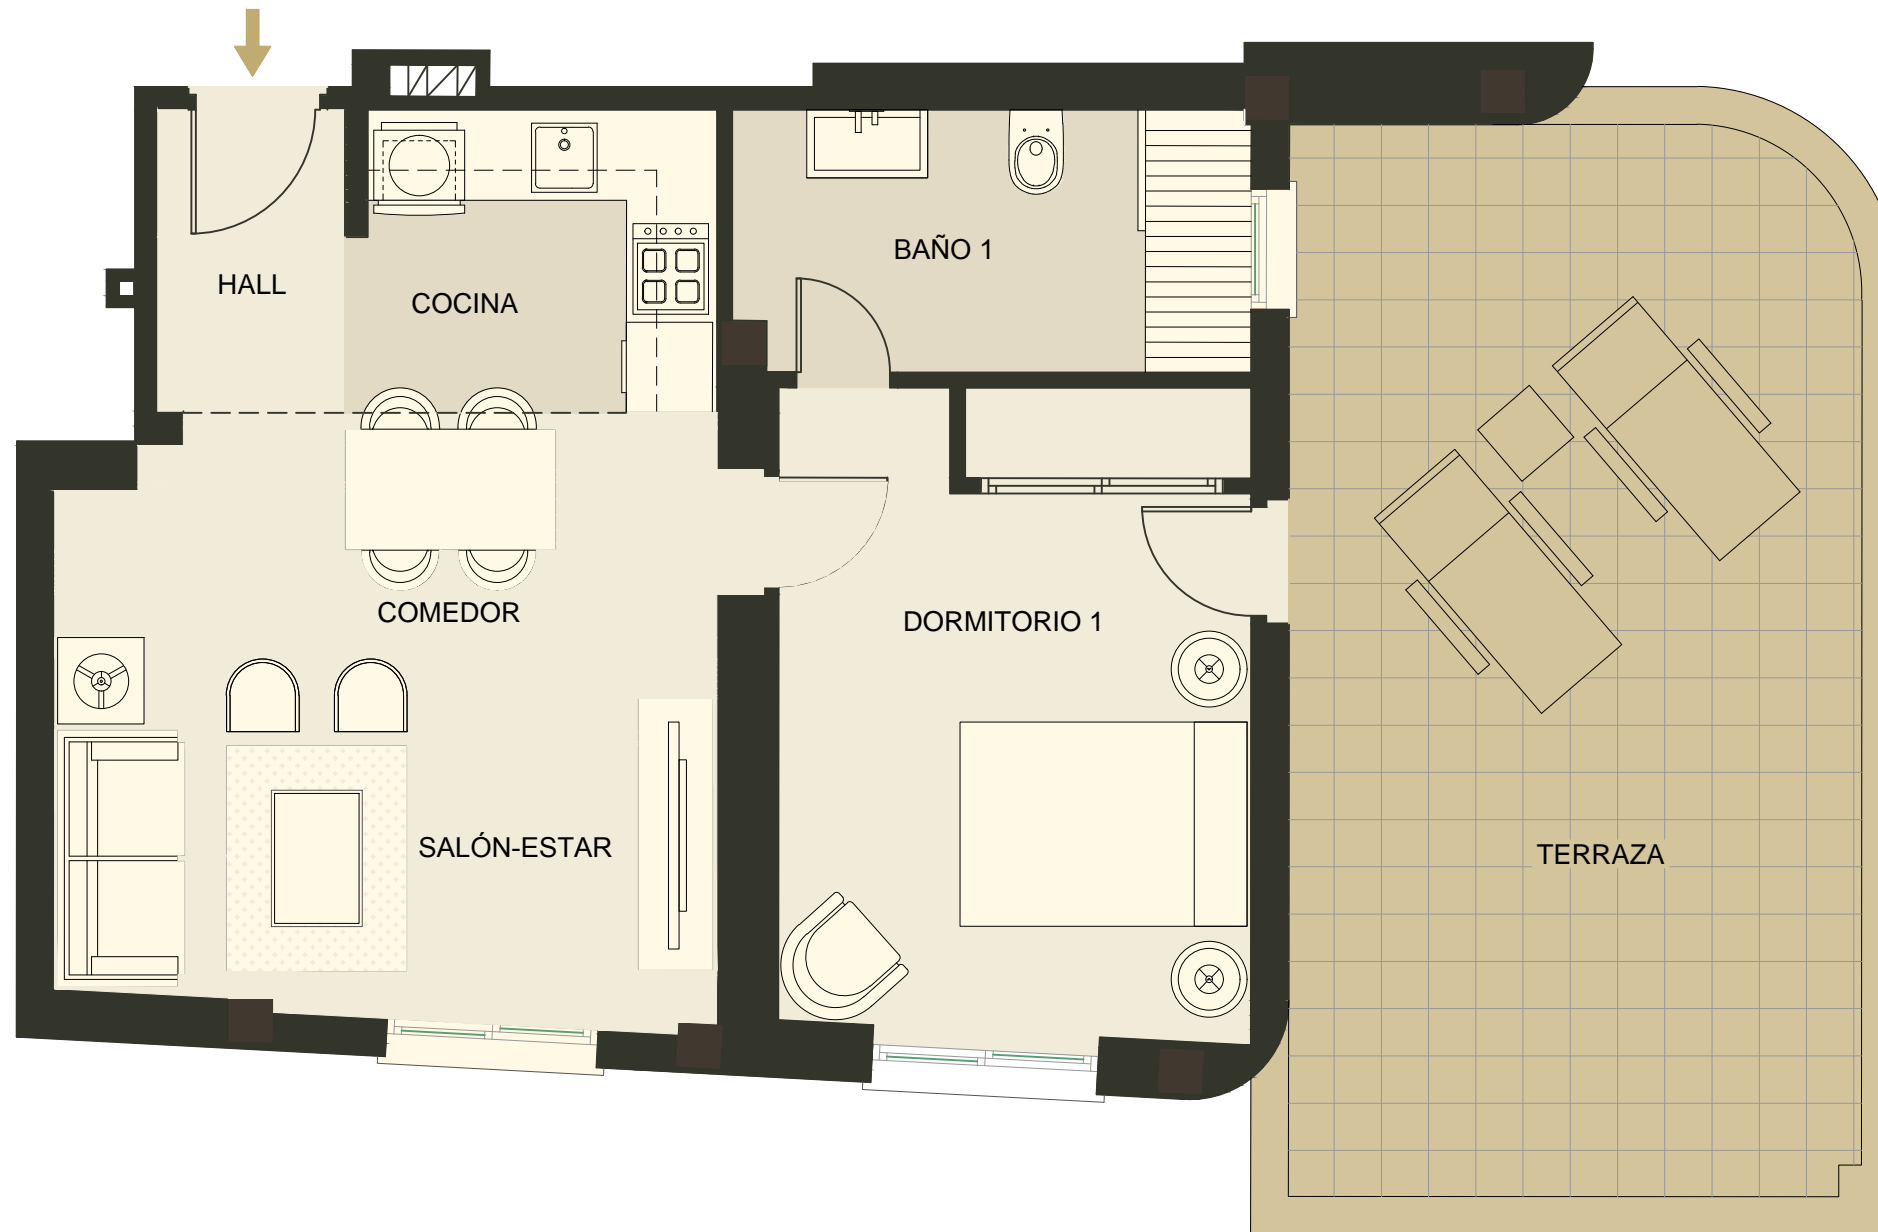 BAÑO 1
HALL
COCINA
COMEDOR
DORMITORIO 1
SALÓN-ESTAR
TERRAZA